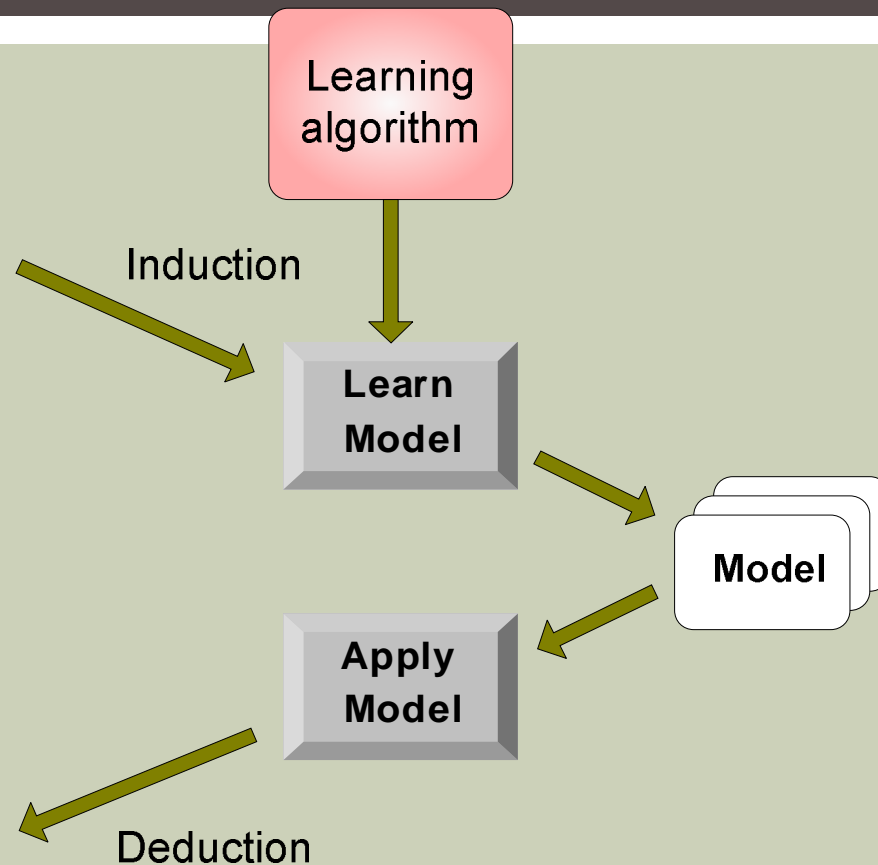 Learning
algorithm
Induction
Learn
Model
Model
Apply
Model
Deduction